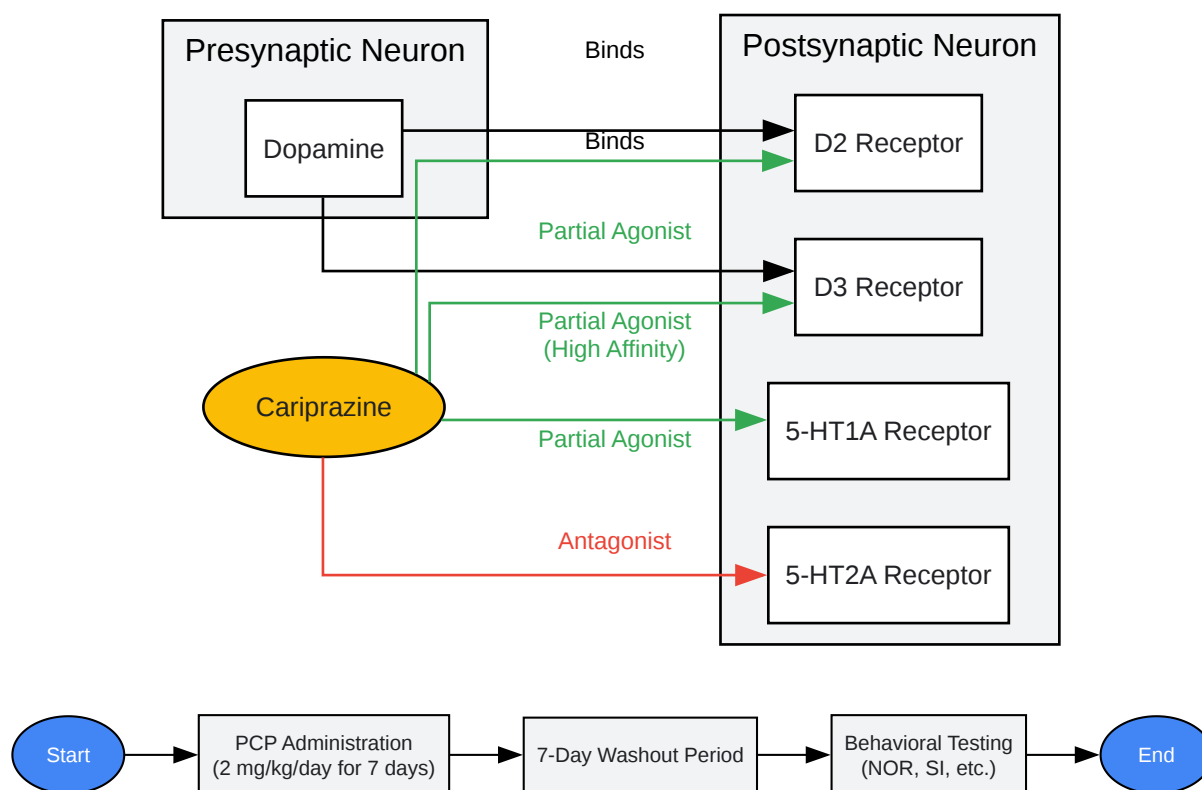 Presynaptic Neuron
Binds
Postsynaptic Neuron
Dopamine
Binds
D2 Receptor
Partial Agonist
D3 Receptor
Partial Agonist
(High Affinity)
Cariprazine
Partial Agonist
5-HT1A Receptor
Antagonist
5-HT2A Receptor
Start
PCP Administration
(2 mg/kg/day for 7 days)
7-Day Washout Period
Behavioral Testing
(NOR, SI, etc.)
End